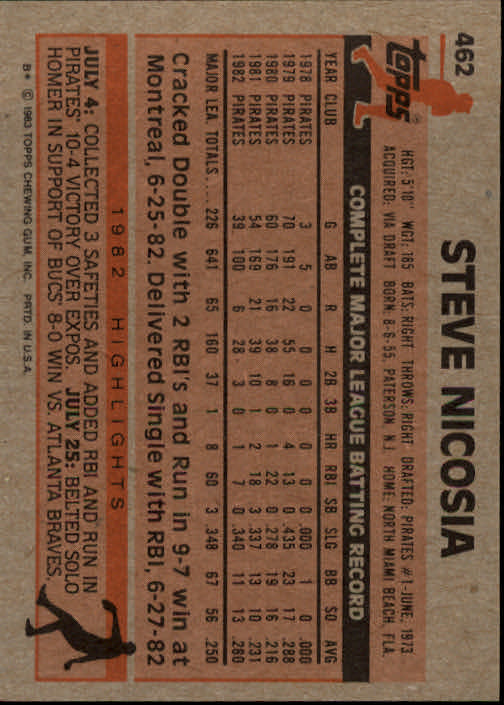 462
STEVE NICOSIA
topps®
HGT: 5'10" WGT: 185 BATS: RIGHT THROWS: RIGHT DRAFTED: PIRATES #1-JUNE, 1973
ACQUIRED: VIA DRAFT BORN: 8-6-55, PATERSON, N.J. HOME: NORTH MIAMI BEACH, FLA.
COMPLETE MAJOR LEAGUE BATTING RECORD
YEAR CLUB G AB R H 2B 3B HR RBI SB SLG BB SO AVG
1978 PIRATES 3 5 0 0 0 0 0 0 0 .000 1 0 .000
1979 PIRATES 70 191 22 55 16 0 4 13 0 .435 23 17 .288
1980 PIRATES 60 176 16 38 8 0 1 22 0 .278 19 16 .216
1981 PIRATES 54 169 21 39 10 1 2 18 3 .337 13 10 .231
1982 PIRATES 39 100 6 28 3 0 1 7 0 .340 11 13 .280
MAJOR LEA. TOTALS..... 226 641 65 160 37 1 8 60 3 .348 67 56 .250
Cracked Double with 2 RBI's and Run in 9-7 win at
Montreal, 6-25-82. Delivered Single with RBI, 6-27-82
1982 HIGHLIGHTS
JULY 4: COLLECTED 3 SAFETIES AND ADDED RBI AND RUN IN
PIRATES' 10-4 VICTORY OVER EXPOS. JULY 25: BELTED SOLO
HOMER IN SUPPORT OF BUCS' 8-0 WIN VS. ATLANTA BRAVES.
B* © 1983 TOPPS CHEWING GUM, INC. PRTD. IN U.S.A.